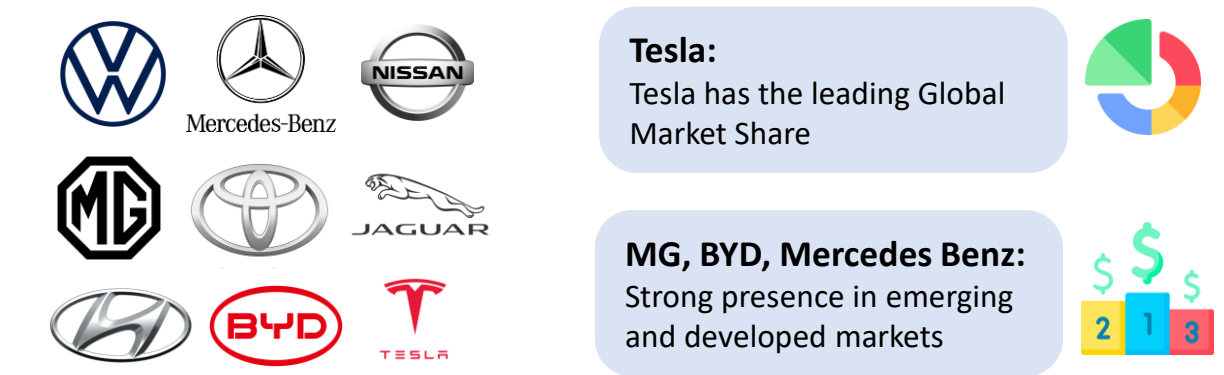 Mercedes-Benz
NISSAN
MG
JAGUAR
BYD
TESLA
Tesla:
Tesla has the leading Global
Market Share
MG, BYD, Mercedes Benz:
Strong presence in emerging
and developed markets
$ $ $
2 1 3